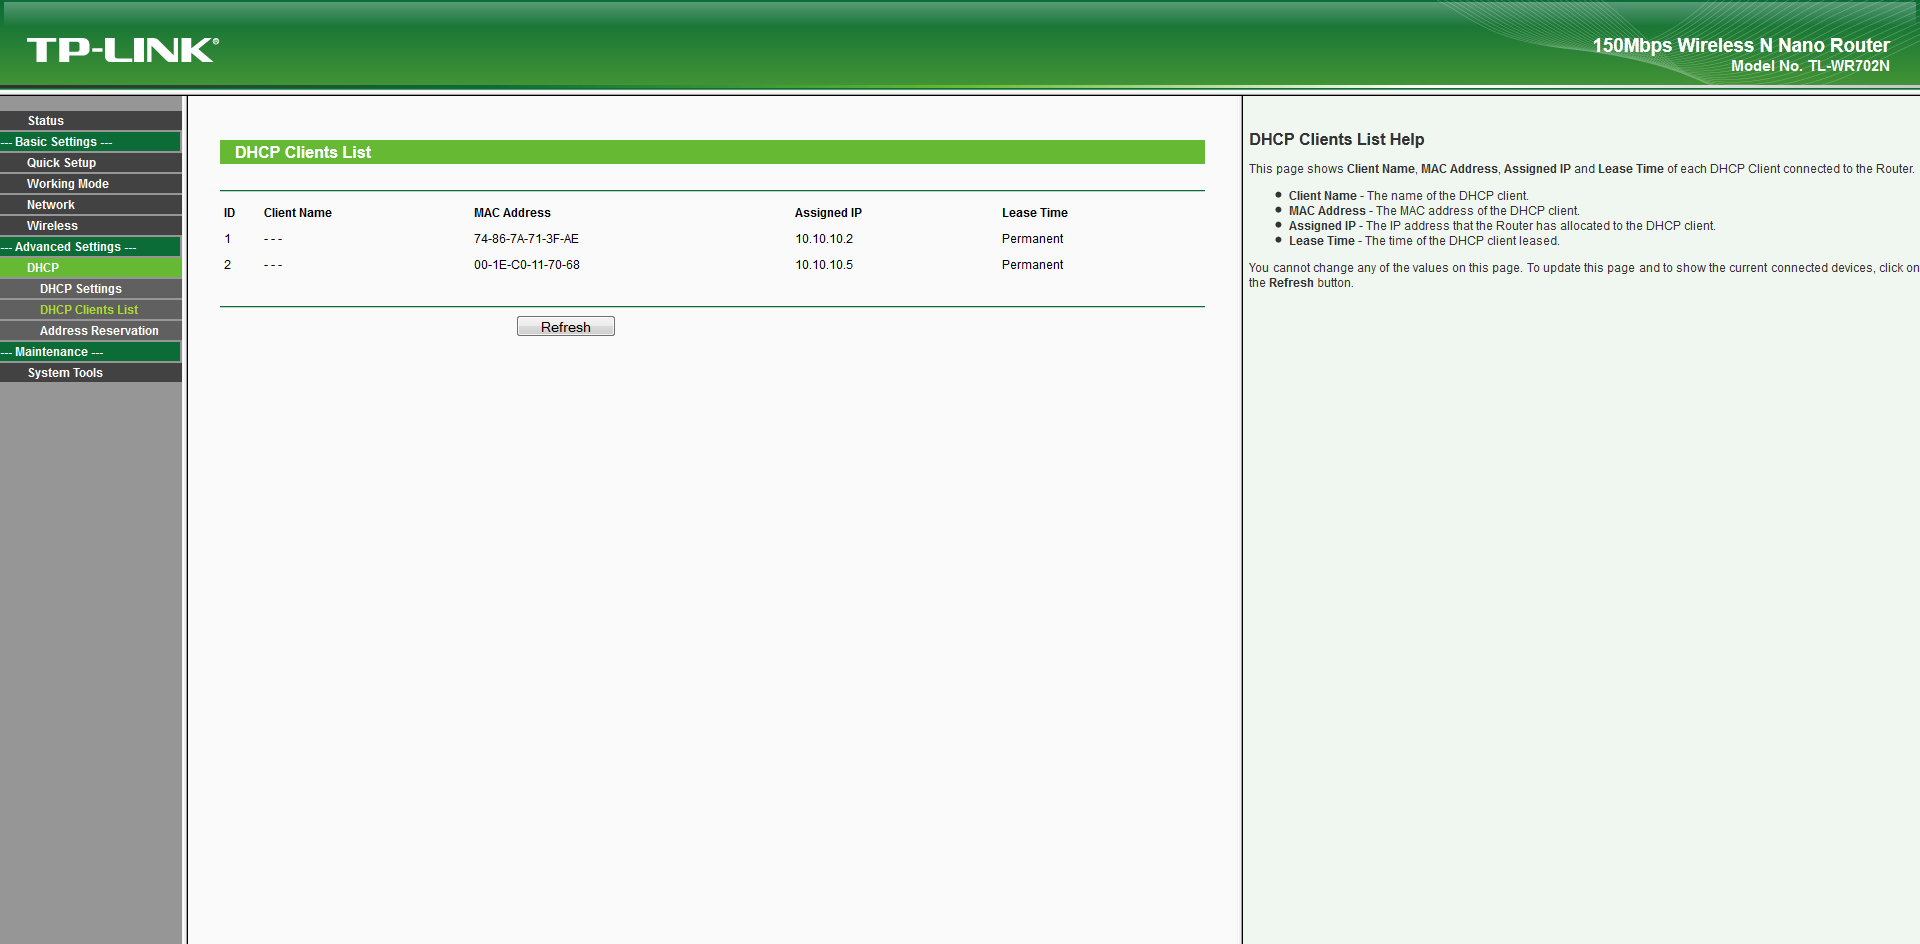 TP-LINK®
150Mbps Wireless N Nano Router
Model No. TL-WR702N
Status
--- Basic Settings ---
Quick Setup
Working Mode
Network
Wireless
--- Advanced Settings ---
DHCP
DHCP Settings
DHCP Clients List
Address Reservation
--- Maintenance ---
System Tools
DHCP Clients List
ID Client Name MAC Address Assigned IP Lease Time
1 - - - 74-86-7A-71-3F-AE 10.10.10.2 Permanent
2 - - - 00-1E-C0-11-70-68 10.10.10.5 Permanent
Refresh
DHCP Clients List Help
This page shows Client Name, MAC Address, Assigned IP and Lease Time of each DHCP Client connected to the Router.
• Client Name - The name of the DHCP client.
• MAC Address - The MAC address of the DHCP client.
• Assigned IP - The IP address that the Router has allocated to the DHCP client.
• Lease Time - The time of the DHCP client leased.
You cannot change any of the values on this page. To update this page and to show the current connected devices, click on
the Refresh button.